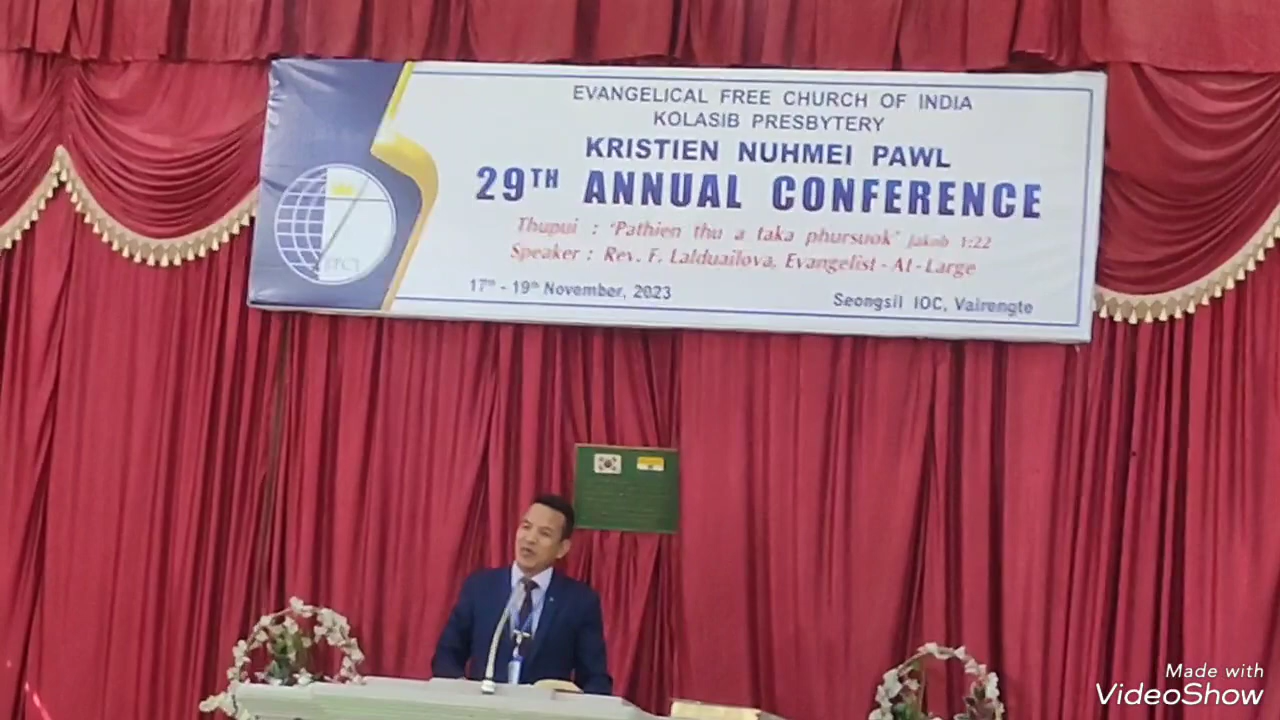 EVANGELICAL FREE CHURCH OF INDIA
KOLASIB PRESBYTERY
KRISTIEN NUHMEI PAWL
29TH ANNUAL CONFERENCE
Thupui : "Pathien thu a taka phursuok" Jakob 1:22
Speaker : Rev. F. Lalduailova, Evangelist - At - Large
17th - 19th November, 2023
Seongsil IOC, Vairengte
EFCI
Made with
VideoShow